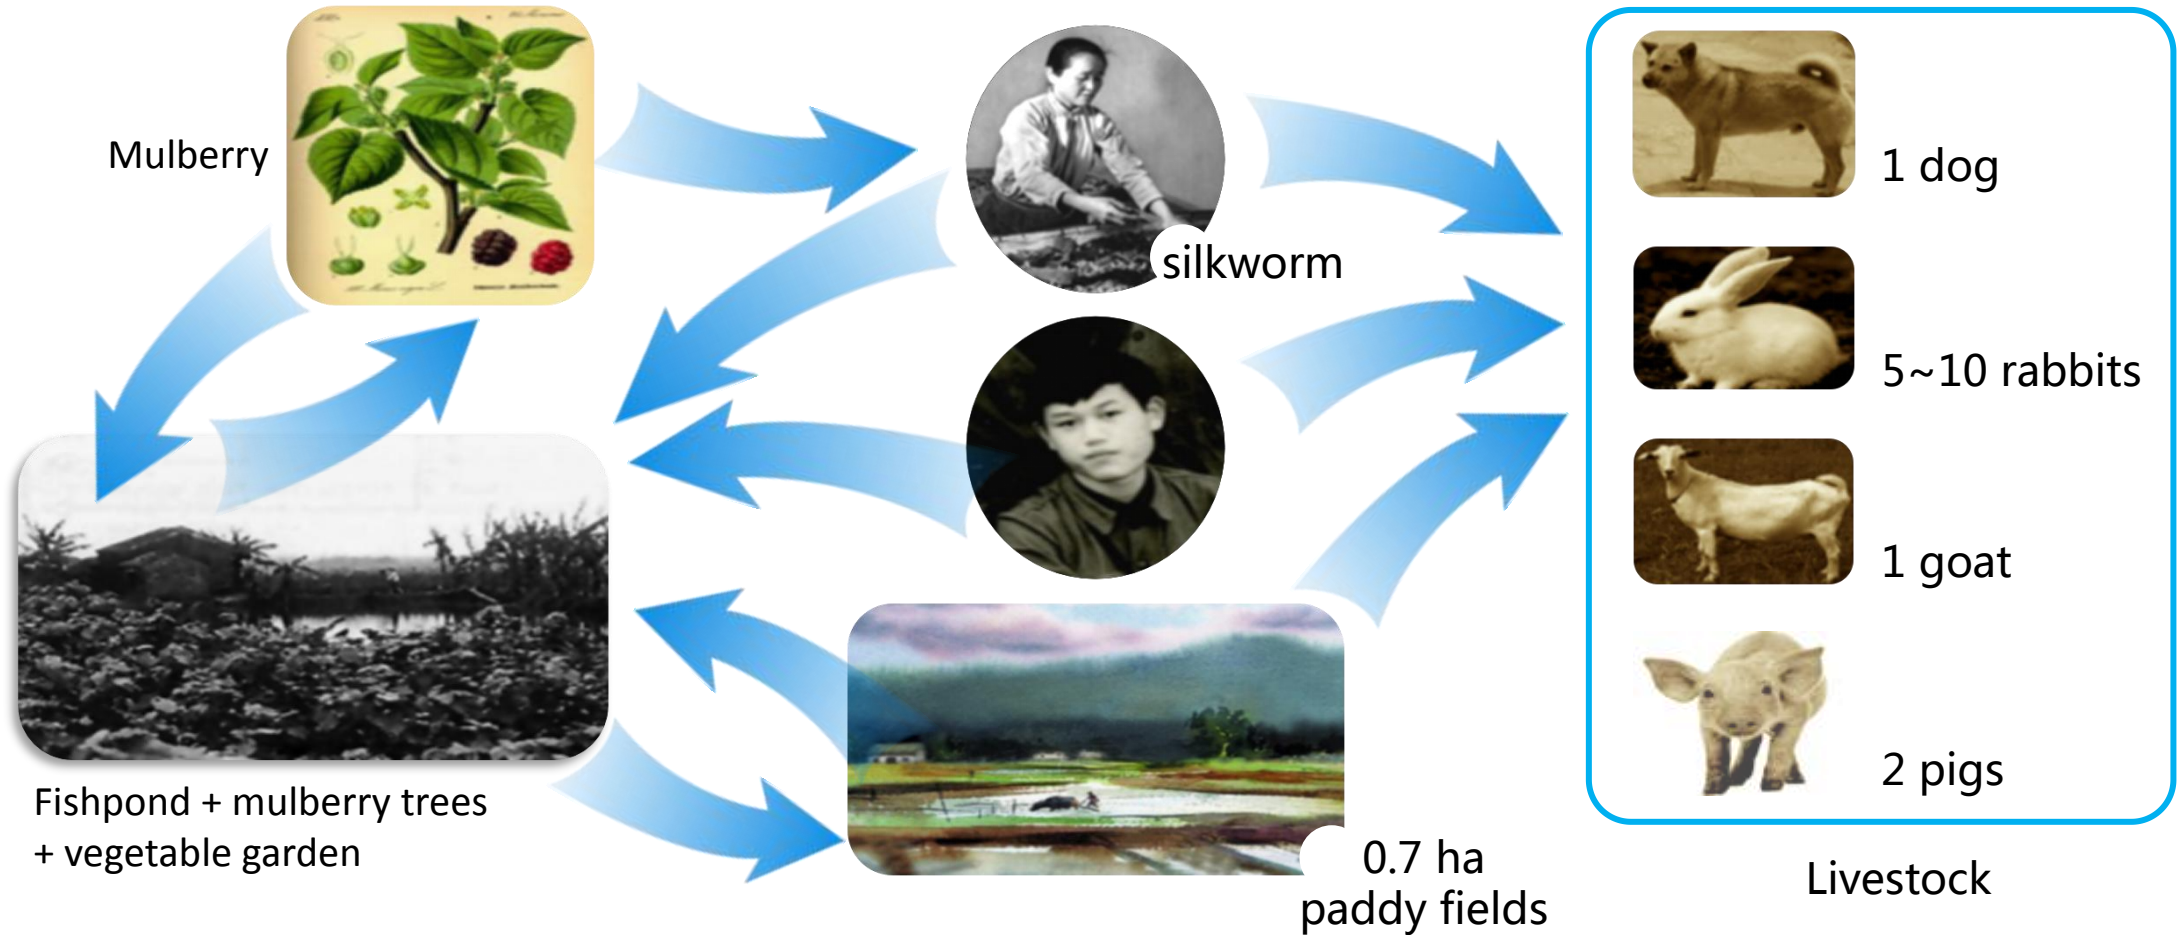 Mulberry
silkworm
1 dog
5~10 rabbits
1 goat
2 pigs
Fishpond + mulberry trees
+ vegetable garden
0.7 ha
paddy fields
Livestock